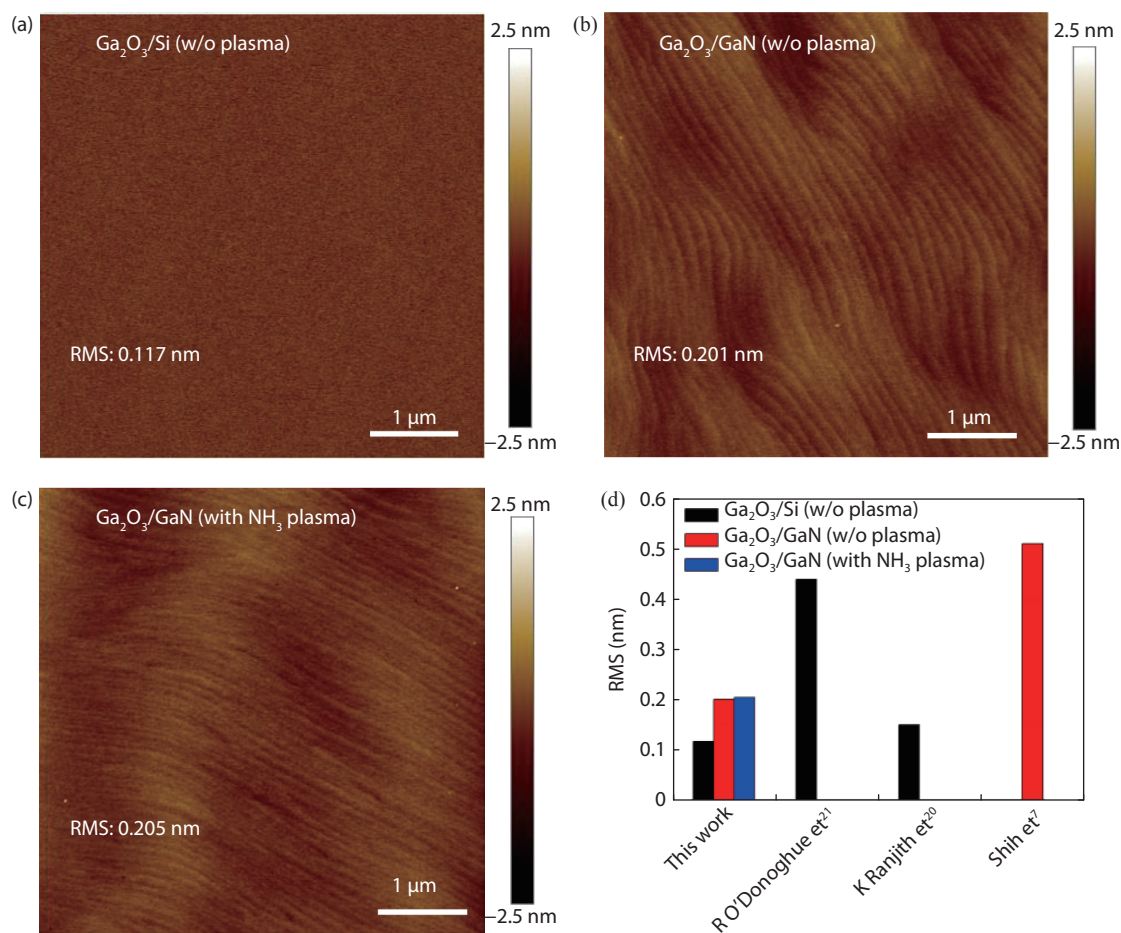 (a)
Ga₂O₃/Si (w/o plasma)
RMS: 0.117 nm
1 μm
2.5 nm
−2.5 nm
(b)
Ga₂O₃/GaN (w/o plasma)
RMS: 0.201 nm
1 μm
2.5 nm
−2.5 nm
(c)
Ga₂O₃/GaN (with NH₃ plasma)
RMS: 0.205 nm
1 μm
2.5 nm
−2.5 nm
(d)
Ga₂O₃/Si (w/o plasma)
Ga₂O₃/GaN (w/o plasma)
Ga₂O₃/GaN (with NH₃ plasma)
RMS (nm)
0.6
0.5
0.4
0.3
0.2
0.1
0
This work
R O’Donoghue et²¹
K Ranjith et²⁰
Shih et⁷